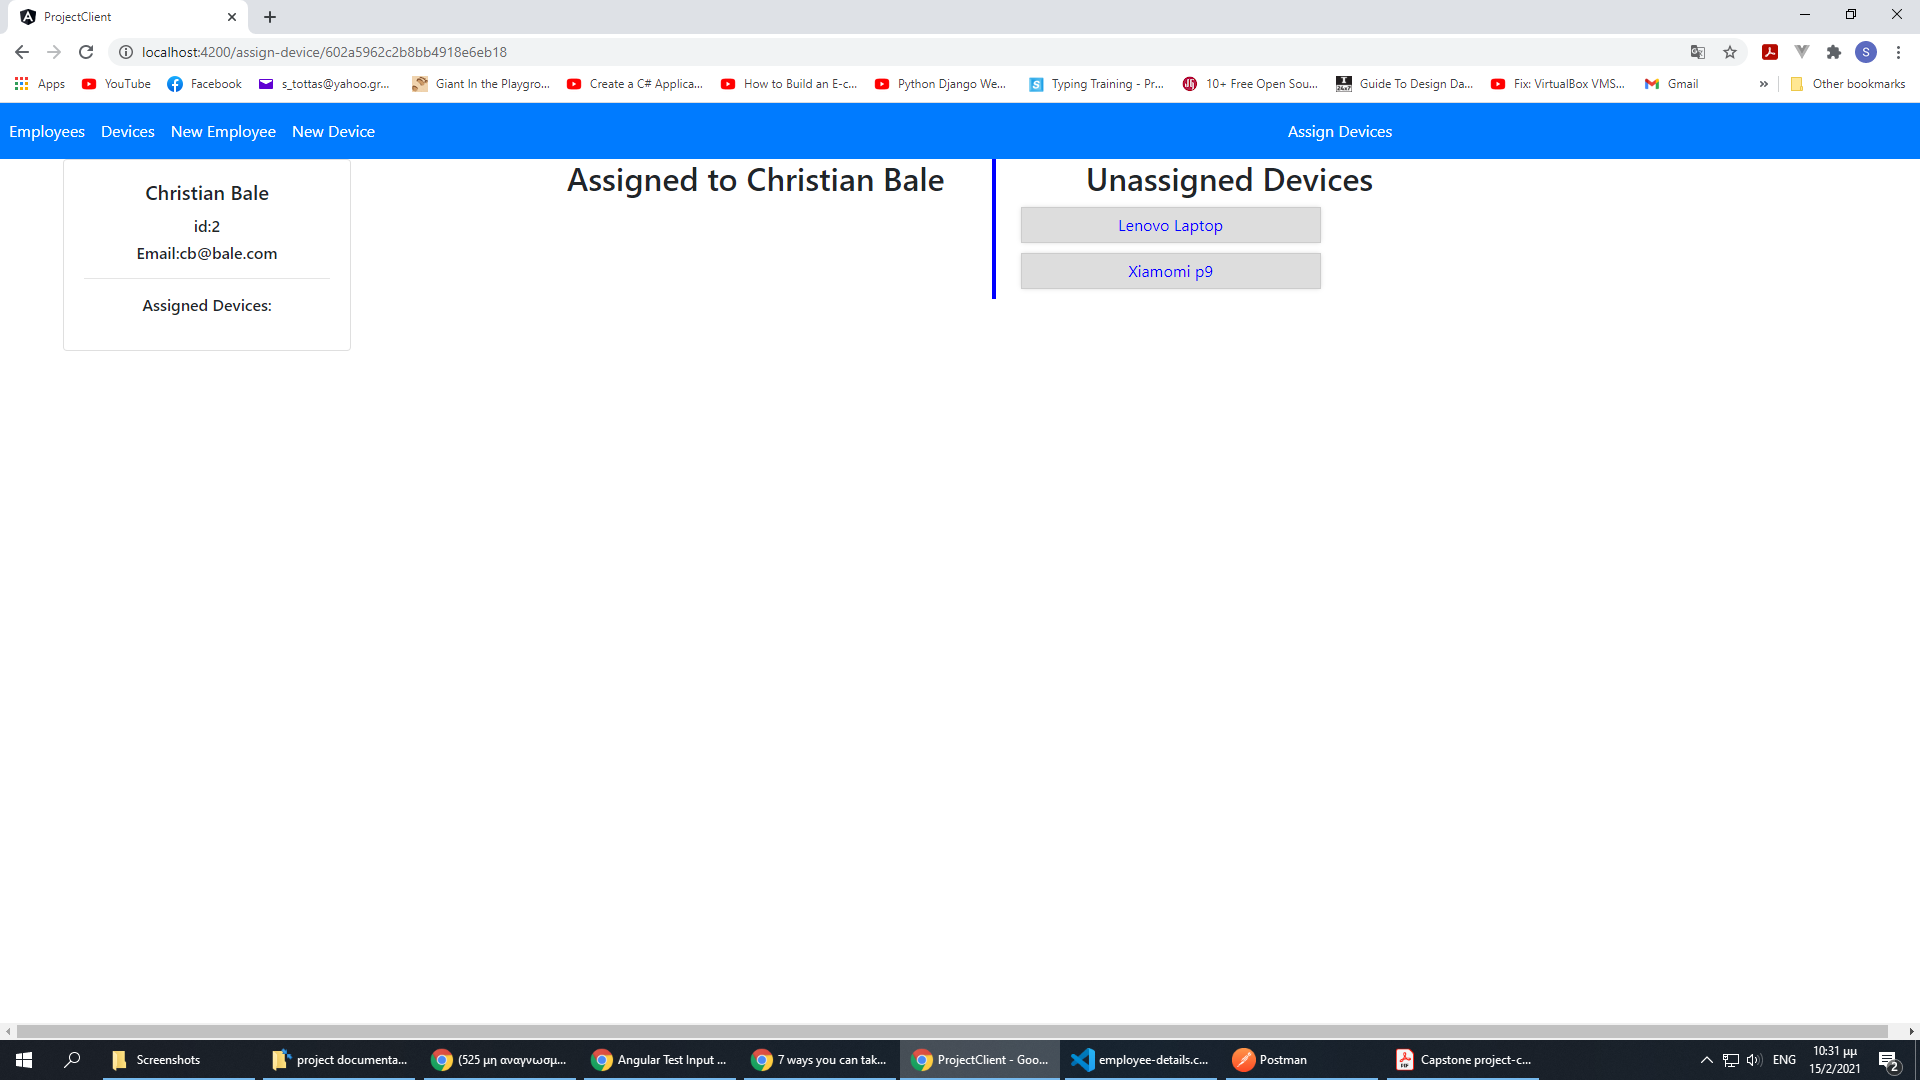 ProjectClient
localhost:4200/assign-device/602a5962c2b8bb4918e6eb18
Apps YouTube Facebook s_tottas@yahoo.gr... Giant In the Playgro... Create a C# Applica... How to Build an E-c... Python Django We... Typing Training - Pr... 10+ Free Open Sou... Guide To Design Da... Fix: VirtualBox VMS... Gmail » Other bookmarks
Employees Devices New Employee New Device Assign Devices
Christian Bale
id:2
Email:cb@bale.com
Assigned Devices:
Assigned to Christian Bale
Unassigned Devices
Lenovo Laptop
Xiamomi p9
Screenshots project documenta... (525 μη αναγνωσμ... Angular Test Input ... 7 ways you can tak... ProjectClient - Goo... employee-details.c... Postman Capstone project-c... ENG 10:31 μμ
15/2/2021
2
S